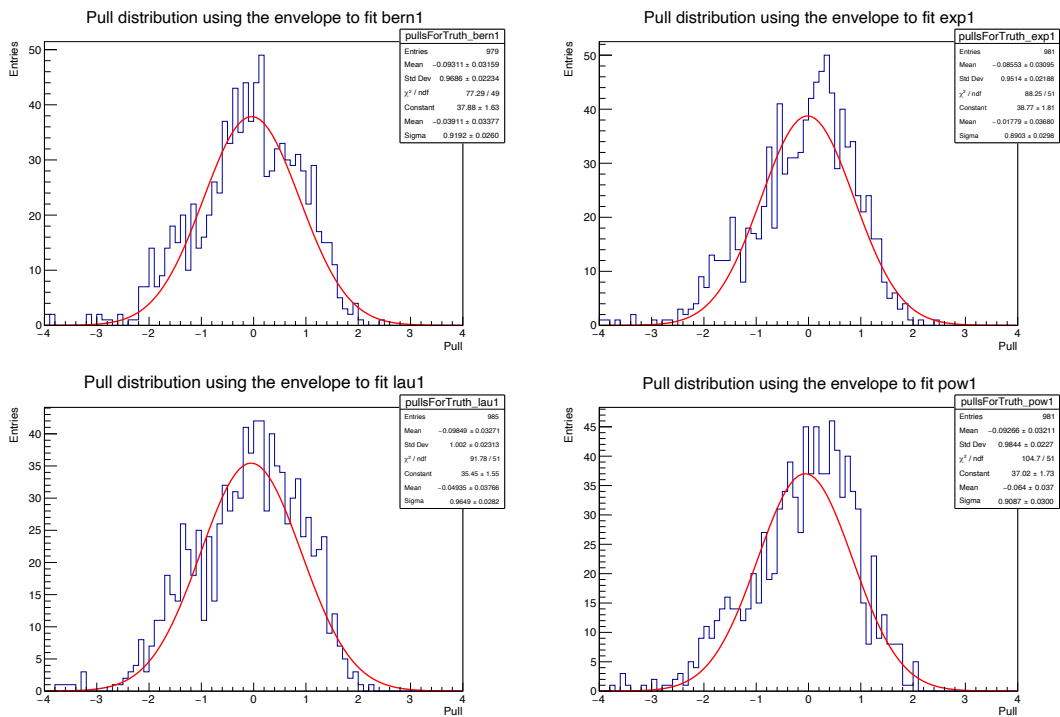 Pull distribution using the envelope to fit bern1
Entries
50
40
30
20
10
0
−4 −3 −2 −1 0 1 2 3 4
Pull
pullsForTruth_bern1
Entries 979
Mean −0.09311 ± 0.03159
Std Dev 0.9686 ± 0.02234
χ² / ndf 77.29 / 49
Constant 37.88 ± 1.63
Mean −0.03911 ± 0.03377
Sigma 0.9192 ± 0.0260
Pull distribution using the envelope to fit exp1
Entries
50
40
30
20
10
0
−4 −3 −2 −1 0 1 2 3 4
Pull
pullsForTruth_exp1
Entries 981
Mean −0.08553 ± 0.03095
Std Dev 0.9514 ± 0.02188
χ² / ndf 88.25 / 51
Constant 38.77 ± 1.81
Mean −0.01779 ± 0.03680
Sigma 0.8903 ± 0.0298
Pull distribution using the envelope to fit lau1
Entries
40
35
30
25
20
15
10
5
0
−4 −3 −2 −1 0 1 2 3 4
Pull
pullsForTruth_lau1
Entries 985
Mean −0.09849 ± 0.03271
Std Dev 1.002 ± 0.02313
χ² / ndf 91.78 / 51
Constant 35.45 ± 1.55
Mean −0.04935 ± 0.03766
Sigma 0.9649 ± 0.0282
Pull distribution using the envelope to fit pow1
Entries
45
40
35
30
25
20
15
10
5
0
−4 −3 −2 −1 0 1 2 3 4
Pull
pullsForTruth_pow1
Entries 981
Mean −0.09266 ± 0.03211
Std Dev 0.9844 ± 0.0227
χ² / ndf 104.7 / 51
Constant 37.02 ± 1.73
Mean −0.064 ± 0.037
Sigma 0.9087 ± 0.0300